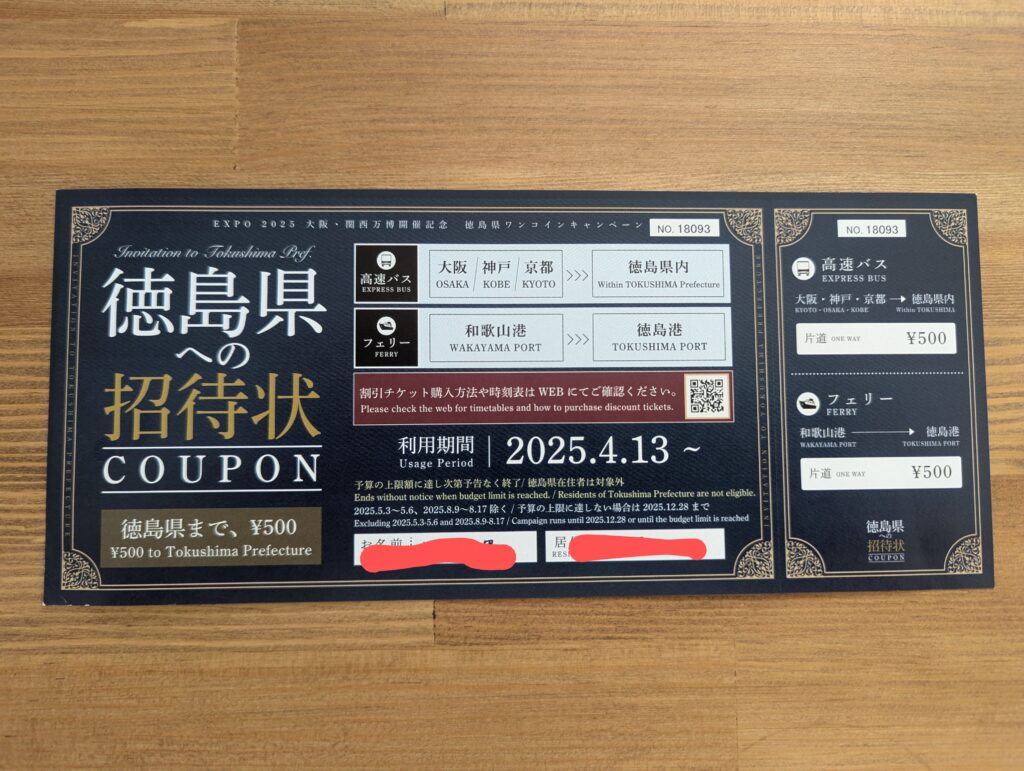 EXPO 2025 大阪・関西万博開催記念 徳島県ワンコインキャンペーン
NO. 18093
Invitation to Tokushima Pref.
徳島県
への
招待状
COUPON
徳島県まで、¥500
¥500 to Tokushima Prefecture
高速バス
EXPRESS BUS
大阪/神戸/京都 >>> 徳島県内
OSAKA KOBE KYOTO Within TOKUSHIMA Prefecture
フェリー
FERRY
和歌山港 >>> 徳島港
WAKAYAMA PORT TOKUSHIMA PORT
割引チケット購入方法や時刻表はWEBにてご確認ください。
Please check the web for timetables and how to purchase discount tickets.
利用期間
Usage Period
2025.4.13 ~
予算の上限額に達し次第予告なく終了/ 徳島県在住者は対象外
Ends without notice when budget limit is reached. / Residents of Tokushima Prefecture are not eligible.
2025.5.3~5.6、2025.8.9~8.17 除く/ 予算の上限に達しない場合は 2025.12.28 まで
Excluding 2025.5.3-5.6 and 2025.8.9-8.17 / Campaign runs until 2025.12.28 or until the budget limit is reached
お名前
NO. 18093
高速バス
EXPRESS BUS
大阪・神戸・京都 → 徳島県内
KYOTO・OSAKA・KOBE Within TOKUSHIMA
片道 ONE WAY ¥500
フェリー
FERRY
和歌山港 → 徳島港
WAKAYAMA PORT TOKUSHIMA PORT
片道 ONE WAY ¥500
徳島県
への
招待状
COUPON